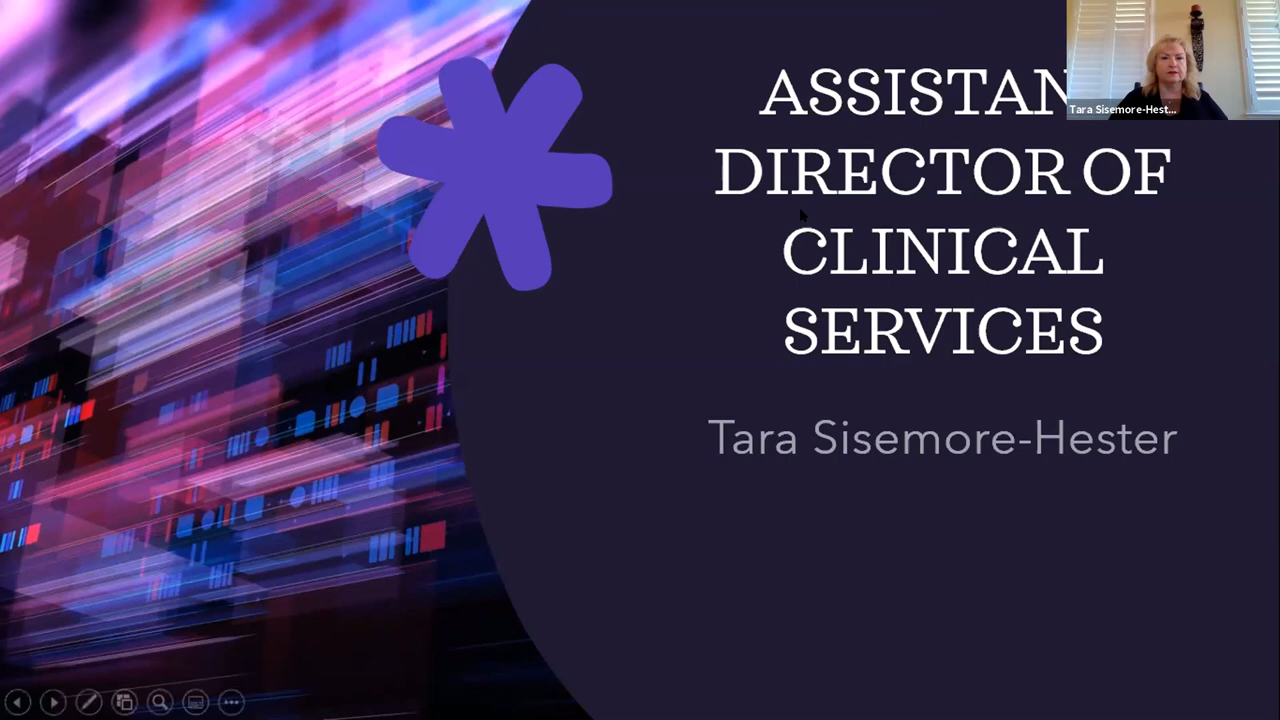 ASSISTAN
DIRECTOR OF
CLINICAL
SERVICES
Tara Sisemore-Hester
Tara Sisemore-Hest...